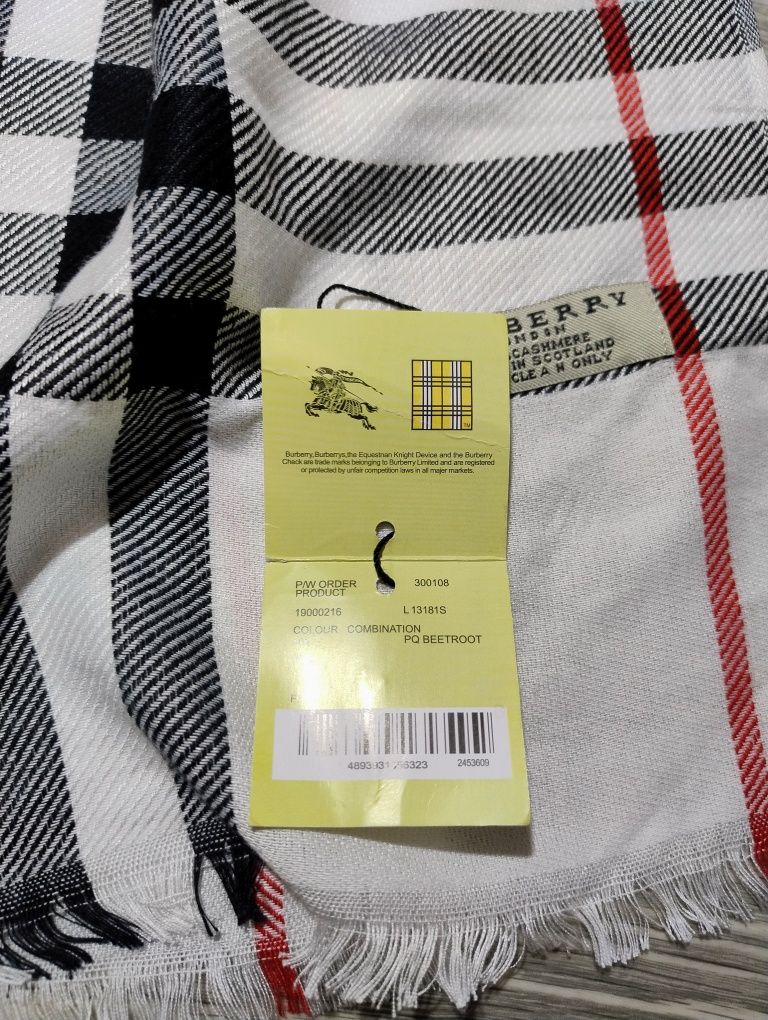 BERRY
ONDON
CASHMERE
IN SCOTLAND
CLEAN ONLY
TM
Burberry,Burberrys,the Equestrian Knight Device and the Burberry
Check are trade marks belonging to Burberry Limited and are registered
or protected by unfair competition laws in all major markets.
P/W ORDER 300108
PRODUCT
19000216 L 13181S
COLOUR COMBINATION
PQ BEETROOT
2453609